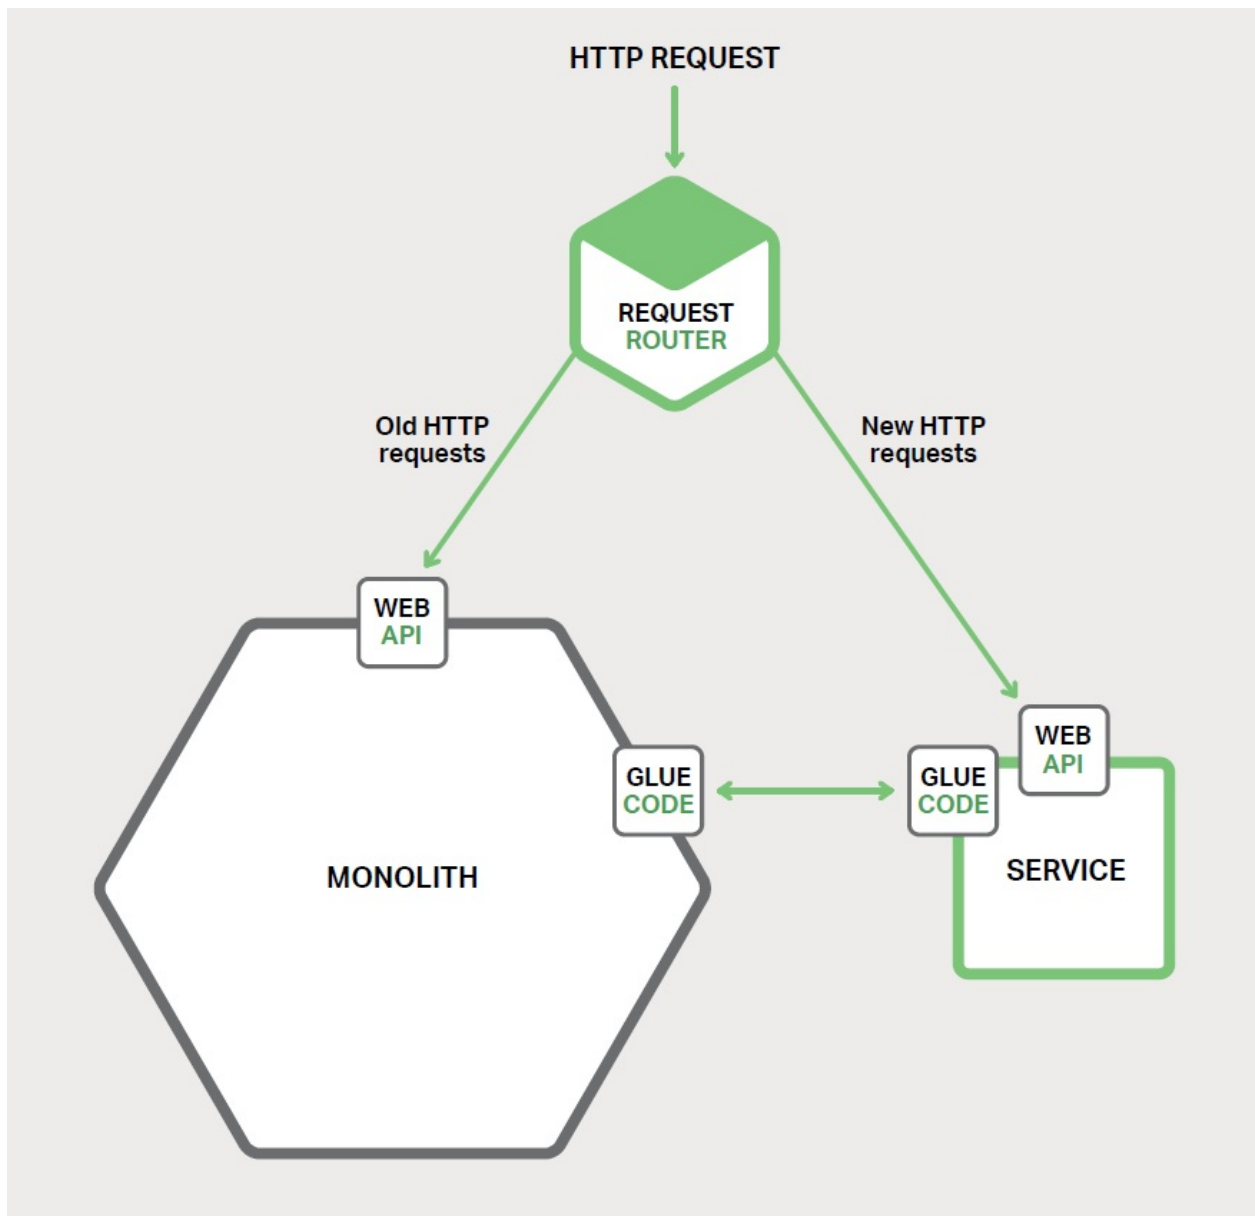 HTTP REQUEST
REQUEST
ROUTER
Old HTTP
requests
New HTTP
requests
WEB
API
WEB
API
GLUE
CODE
GLUE
CODE
MONOLITH
SERVICE